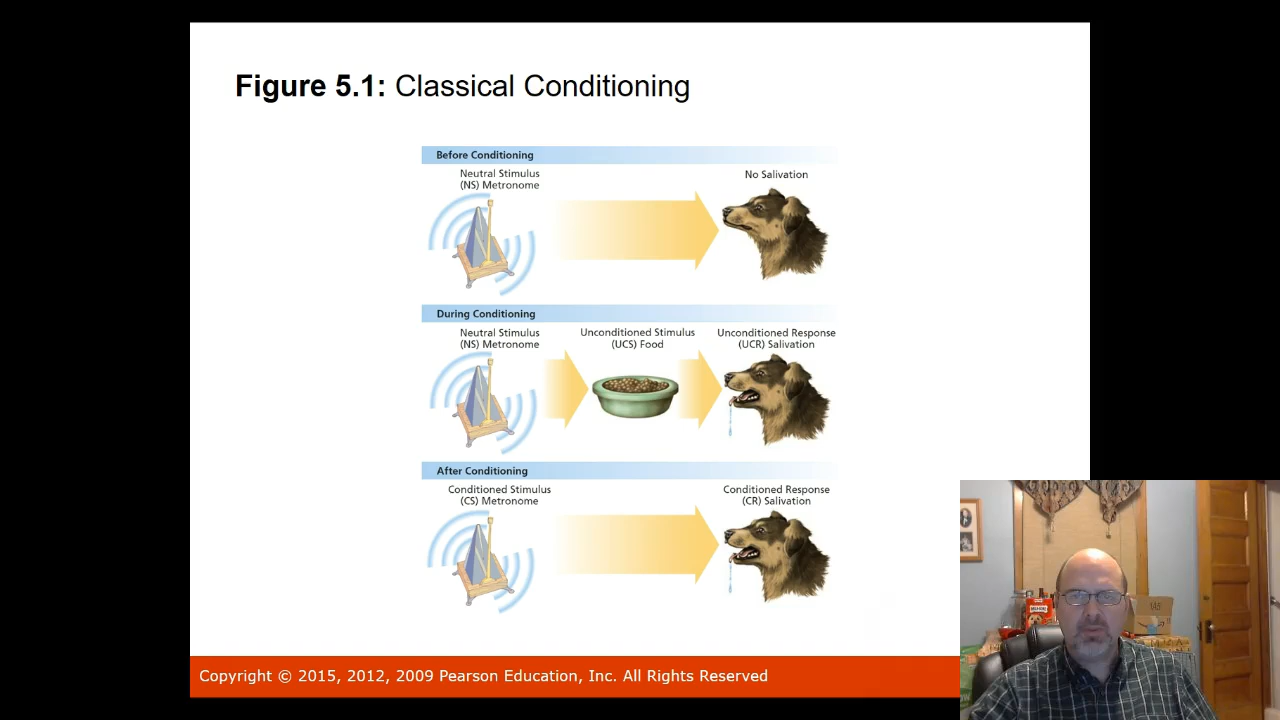 Figure 5.1: Classical Conditioning
Before Conditioning
Neutral Stimulus
(NS) Metronome
No Salivation
During Conditioning
Neutral Stimulus
(NS) Metronome
Unconditioned Stimulus
(UCS) Food
Unconditioned Response
(UCR) Salivation
After Conditioning
Conditioned Stimulus
(CS) Metronome
Conditioned Response
(CR) Salivation
Copyright © 2015, 2012, 2009 Pearson Education, Inc. All Rights Reserved